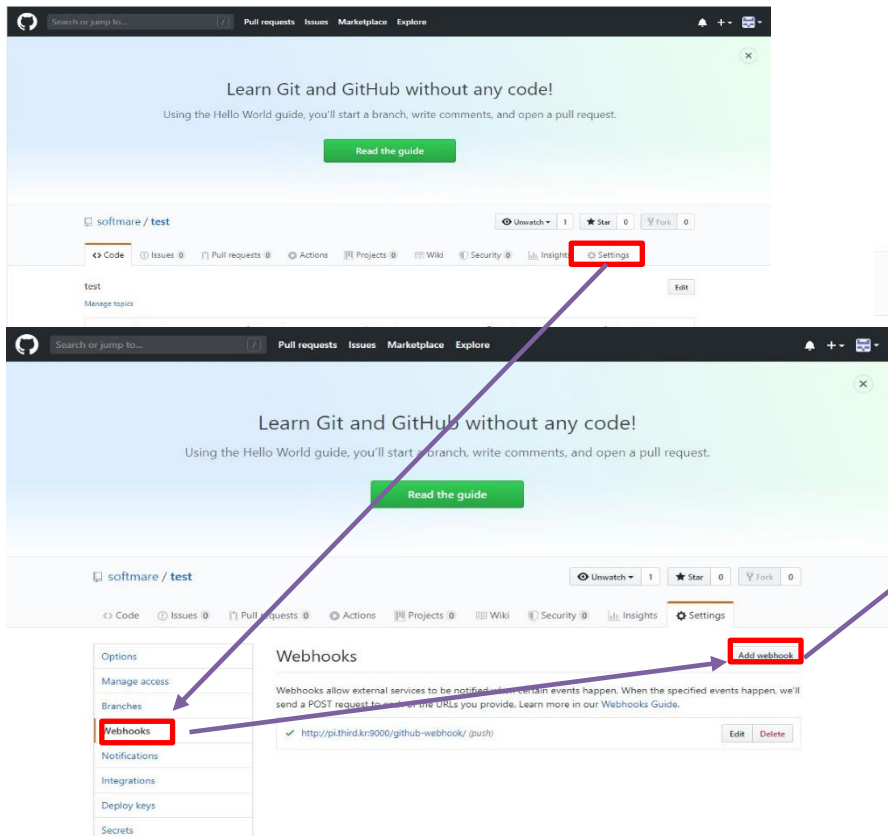 Search or jump to... /
Pull requests Issues Marketplace Explore
Learn Git and GitHub without any code!
Using the Hello World guide, you'll start a branch, write comments, and open a pull request.
Read the guide
softmare / test
Unwatch 1 Star 0 Fork 0
<> Code Issues 0 Pull requests 0 Actions Projects 0 Wiki Security 0 Insights Settings
test
Edit
Manage topics
Search or jump to... /
Pull requests Issues Marketplace Explore
Learn Git and GitHub without any code!
Using the Hello World guide, you'll start a branch, write comments, and open a pull request.
Read the guide
softmare / test
Unwatch 1 Star 0 Fork 0
<> Code Issues 0 Pull requests 0 Actions Projects 0 Wiki Security 0 Insights Settings
Options
Manage access
Branches
Webhooks
Notifications
Integrations
Deploy keys
Secrets
Webhooks
Add webhook
Webhooks allow external services to be notified when certain events happen. When the specified events happen, we'll
send a POST request to each of the URLs you provide. Learn more in our Webhooks Guide.
http://pi.third.kr:9000/github-webhook/ (push)
Edit Delete